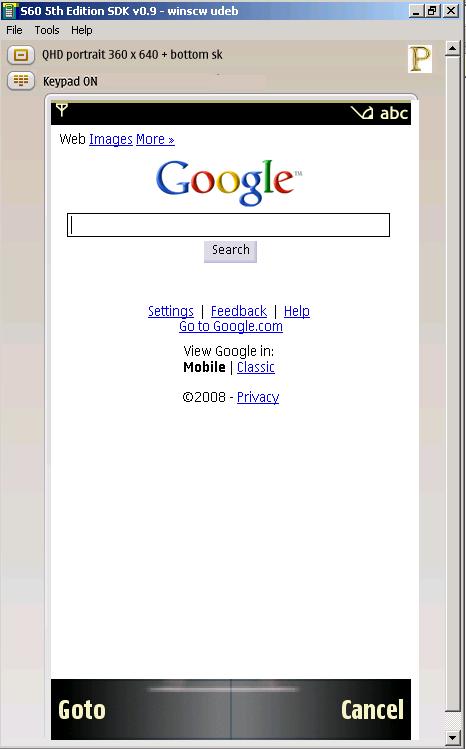 S60 5th Edition SDK v0.9 - winscw udeb
File Tools Help
QHD portrait 360 x 640 + bottom sk
P
Keypad ON
abc
Web Images More »
Google™
Search
Settings | Feedback | Help
Go to Google.com
View Google in:
Mobile | Classic
©2008 - Privacy
Goto Cancel